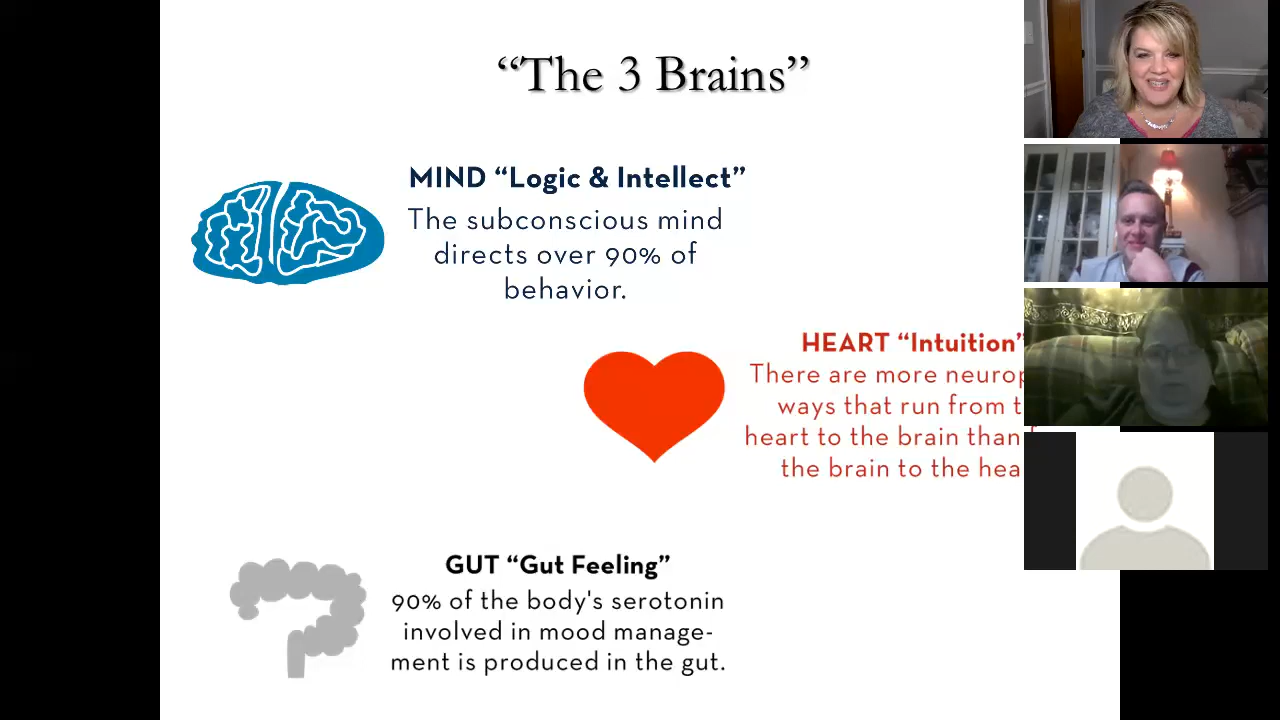 “The 3 Brains”
MIND “Logic & Intellect”
The subconscious mind
directs over 90% of
behavior.
HEART “Intuition”
There are more neurop
ways that run from t
heart to the brain than f
the brain to the hea
GUT “Gut Feeling”
90% of the body's serotonin
involved in mood manage-
ment is produced in the gut.